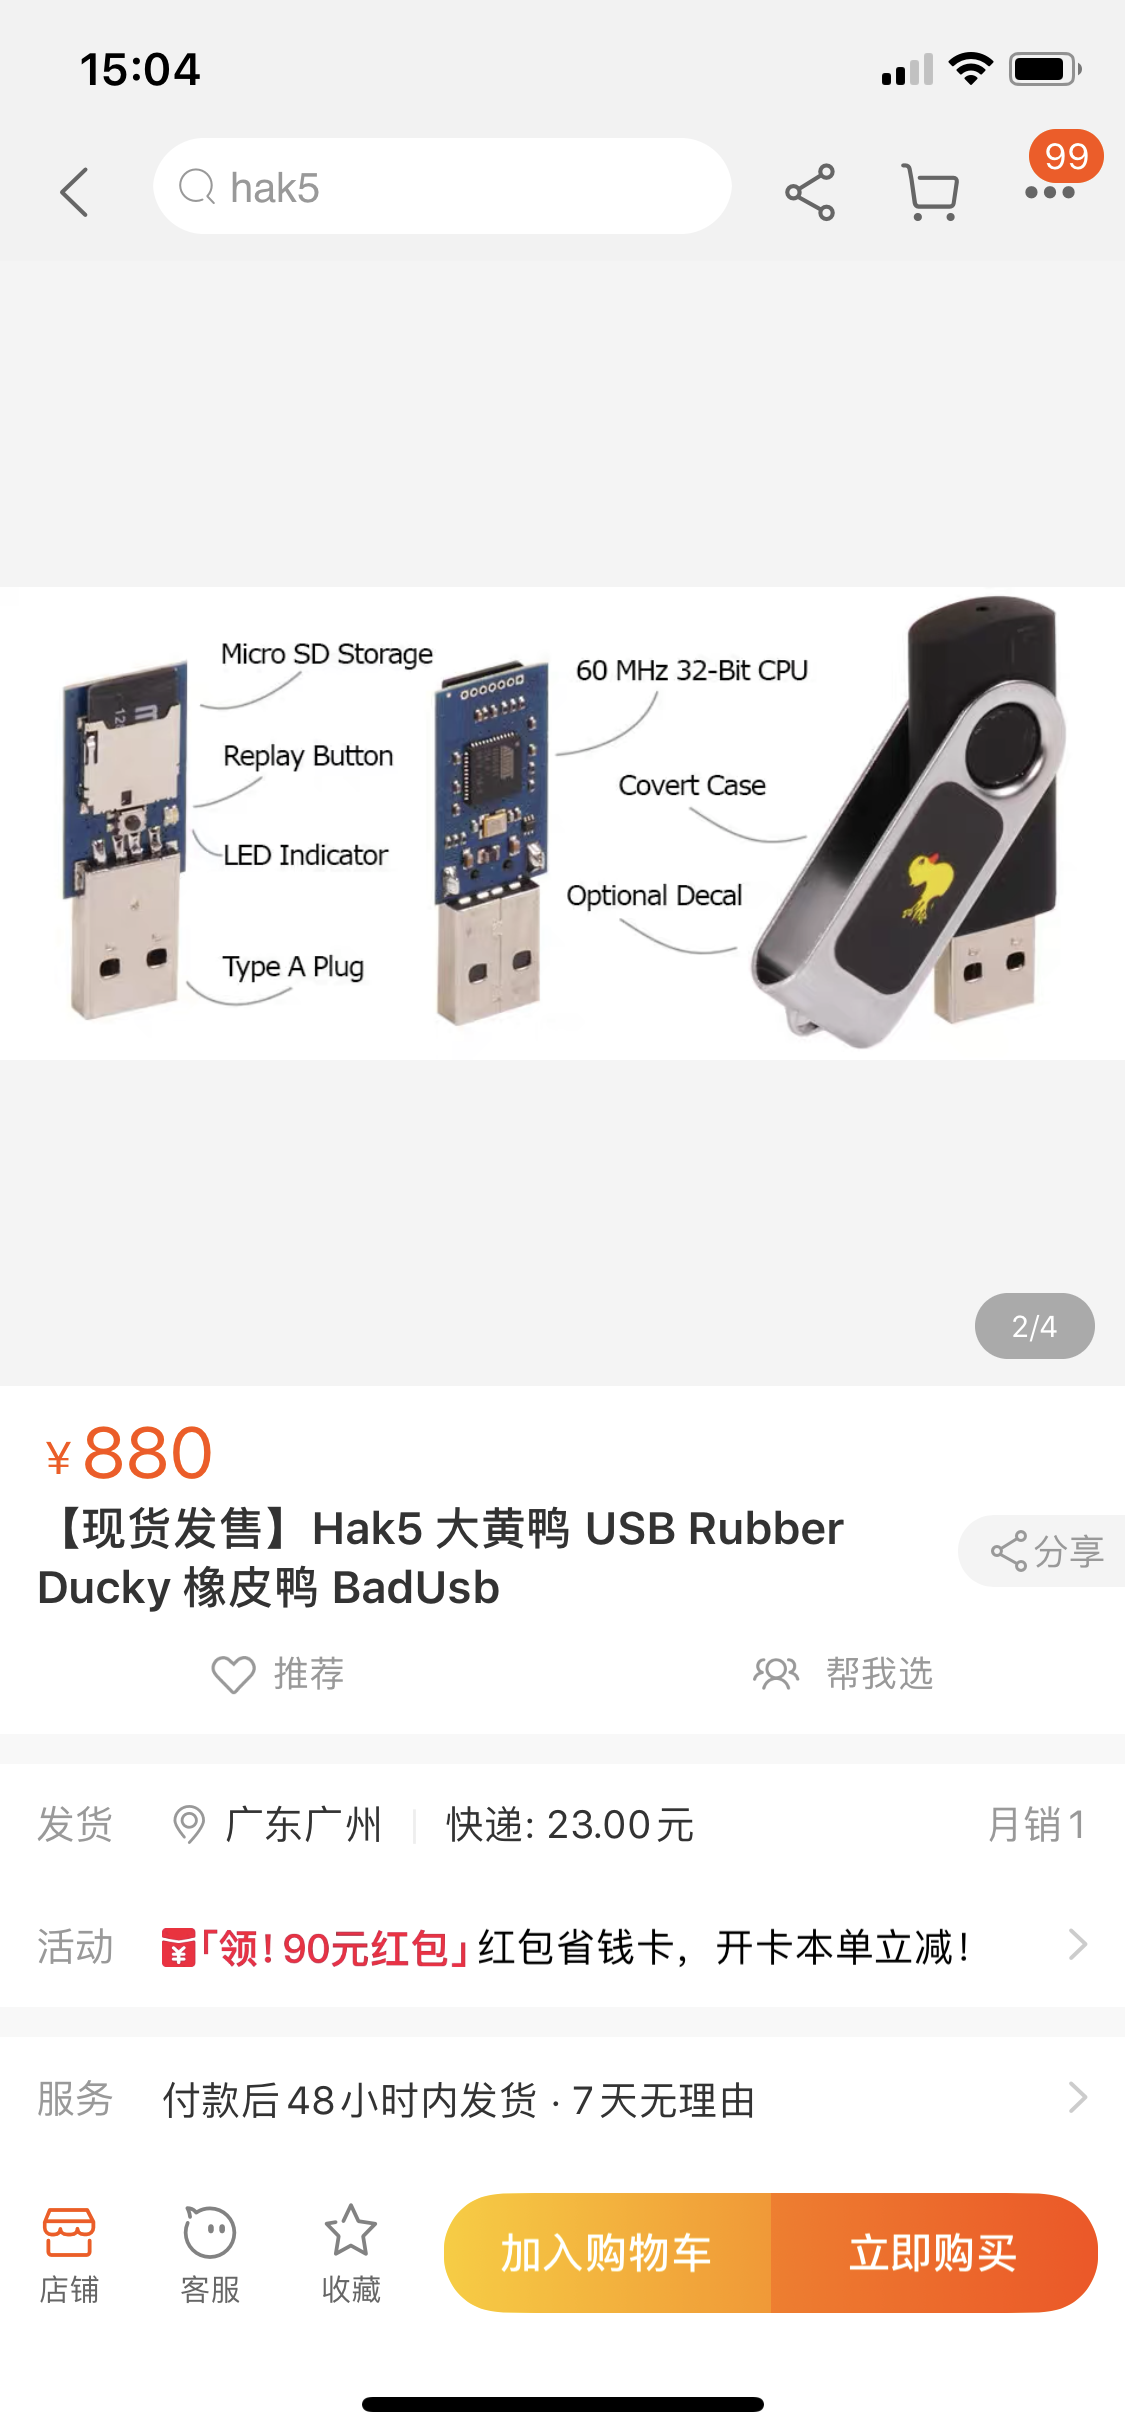 15:04
99
hak5
Micro SD Storage
60 MHz 32-Bit CPU
Replay Button
Covert Case
LED Indicator
Optional Decal
Type A Plug
2/4
¥880
【现货发售】Hak5 大黄鸭 USB Rubber
Ducky 橡皮鸭 BadUsb
分享
推荐
帮我选
发货 广东广州 快递: 23.00元 月销1
活动 「领!90元红包」红包省钱卡，开卡本单立减！
服务 付款后48小时内发货 · 7天无理由
店铺 客服 收藏 加入购物车 立即购买